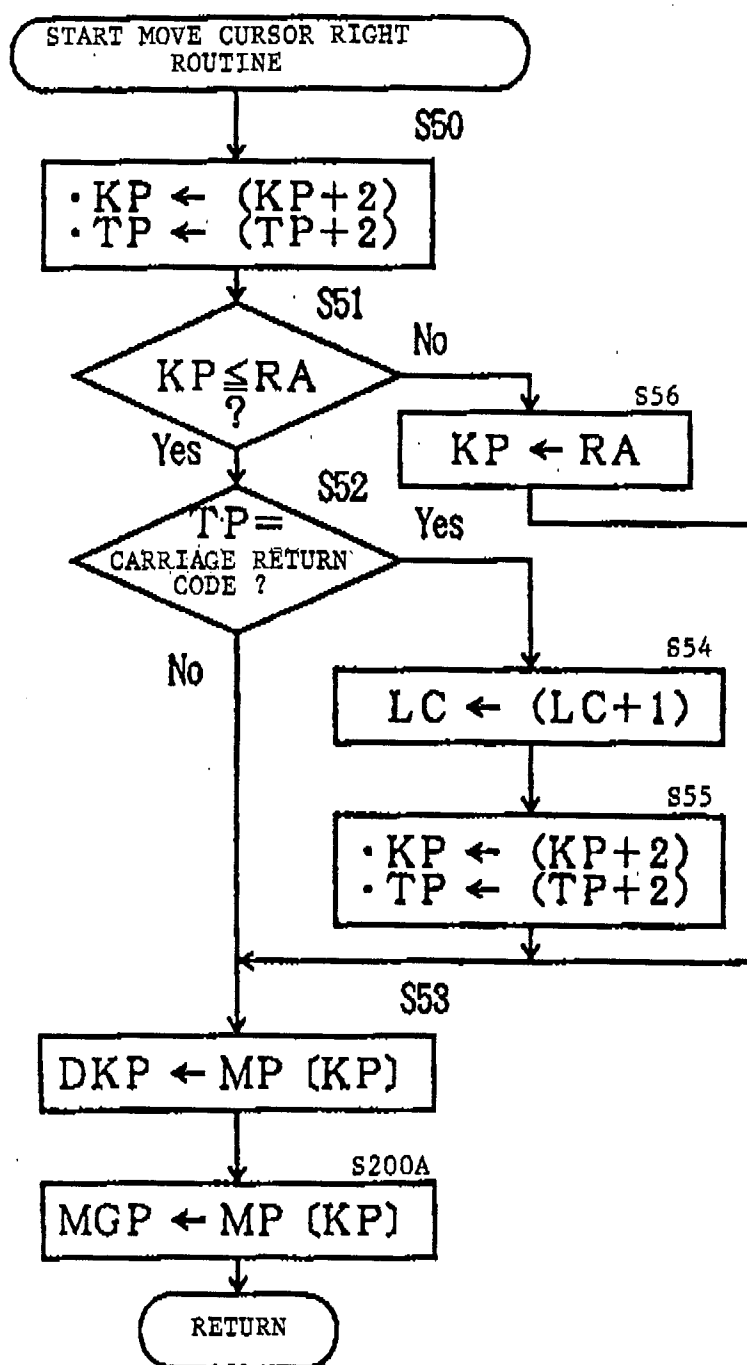 START MOVE CURSOR RIGHT
ROUTINE
S50
・KP ← (KP+2)
・TP ← (TP+2)
S51
KP≦RA
?
No
Yes
S56
KP ← RA
S52
TP=
CARRIAGE RETURN
CODE ?
Yes
No
S54
LC ← (LC+1)
S55
・KP ← (KP+2)
・TP ← (TP+2)
S53
DKP ← MP [KP]
S200A
MGP ← MP [KP]
RETURN